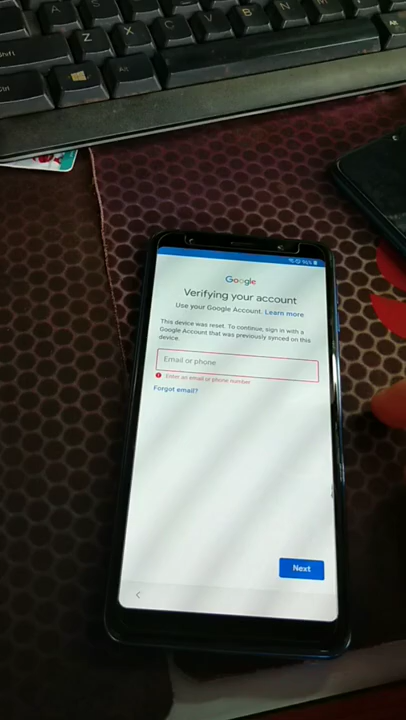 Z
X
C
V
B
N
M
Alt
Google
Verifying your account
Use your Google Account. Learn more
This device was reset. To continue, sign in with a
Google Account that was previously synced on this
device.
Email or phone
Enter an email or phone number
Forgot email?
Next